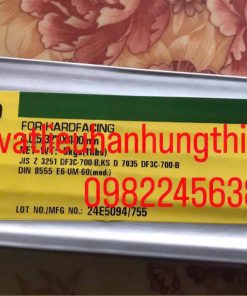 FOR HARDFACING
vathephanhungthin
JIS Z 3251 DF3C-700-B,KS D 7035 DF3C-700-B
DIN 8555 E6-UM-60(mod.)
0982245638
LOT NO./MFG NO.: 24E5094/755